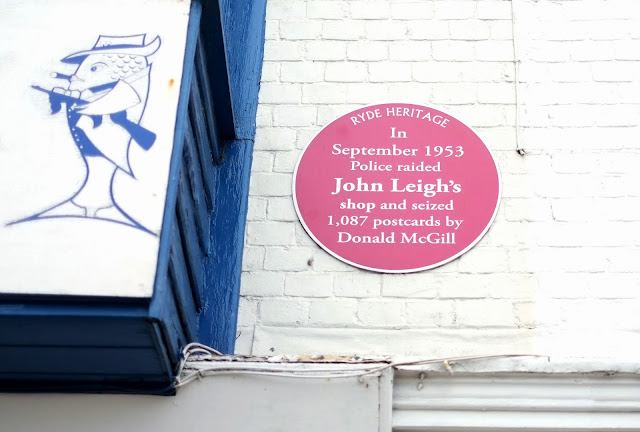 RYDE HERITAGE
In
September 1953
Police raided
John Leigh's
shop and seized
1,087 postcards by
Donald McGill